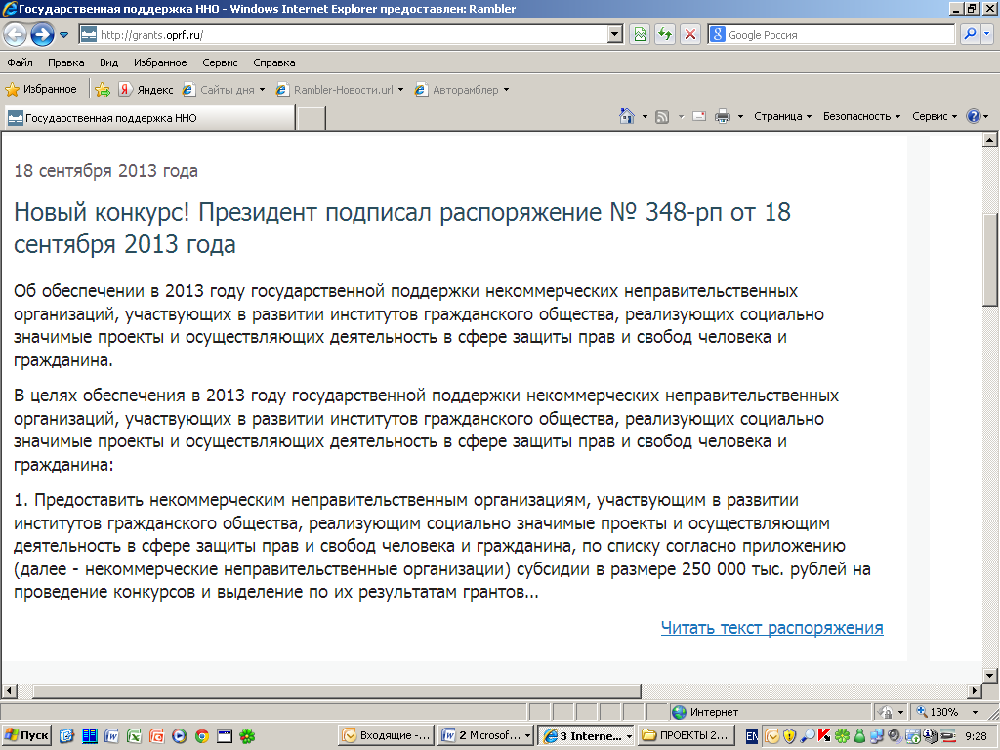 Государственная поддержка ННО - Windows Internet Explorer предоставлен: Rambler
http://grants.oprf.ru/
Google Россия
Файл Правка Вид Избранное Сервис Справка
Избранное Яндекс Сайты дня Rambler-Новости.url Авторамблер
Государственная поддержка ННО
Страница Безопасность Сервис
18 сентября 2013 года
Новый конкурс! Президент подписал распоряжение № 348-рп от 18
сентября 2013 года
Об обеспечении в 2013 году государственной поддержки некоммерческих неправительственных
организаций, участвующих в развитии институтов гражданского общества, реализующих социально
значимые проекты и осуществляющих деятельность в сфере защиты прав и свобод человека и
гражданина.
В целях обеспечения в 2013 году государственной поддержки некоммерческих неправительственных
организаций, участвующих в развитии институтов гражданского общества, реализующих социально
значимые проекты и осуществляющих деятельность в сфере защиты прав и свобод человека и
гражданина:
1. Предоставить некоммерческим неправительственным организациям, участвующим в развитии
институтов гражданского общества, реализующим социально значимые проекты и осуществляющим
деятельность в сфере защиты прав и свобод человека и гражданина, по списку согласно приложению
(далее - некоммерческие неправительственные организации) субсидии в размере 250 000 тыс. рублей на
проведение конкурсов и выделение по их результатам грантов...
Читать текст распоряжения
Интернет 130%
Пуск Входящие -... 2 Microsof... 3 Interne... ПРОЕКТЫ 2... EN 9:28